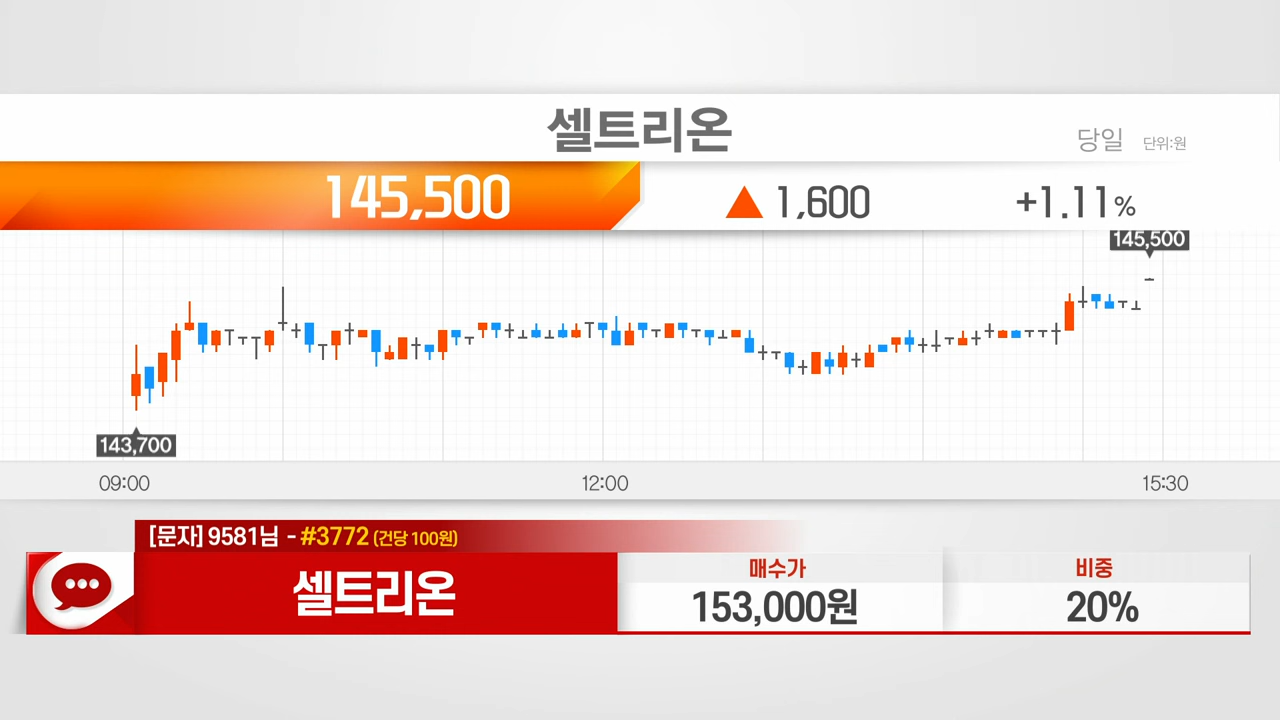 셀트리온
당일 단위:원
145,500 ▲ 1,600 +1.11%
145,500
143,700
09:00 12:00 15:30
[문자] 9581님 - #3772 (건당 100원)
셀트리온
매수가 비중
153,000원 20%